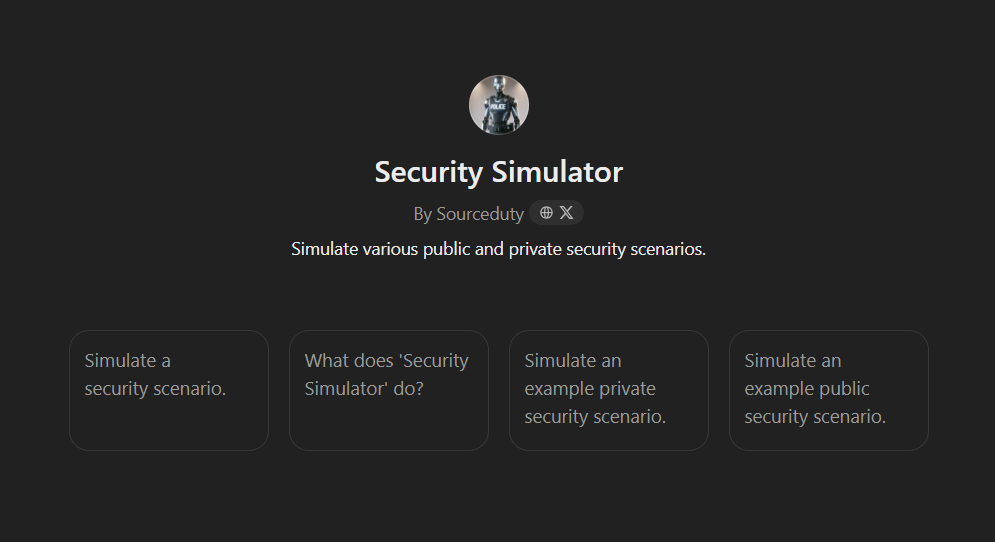 POLICE
Security Simulator
By Sourceduty
Simulate various public and private security scenarios.
Simulate a
security scenario.
What does 'Security
Simulator' do?
Simulate an
example private
security scenario.
Simulate an
example public
security scenario.